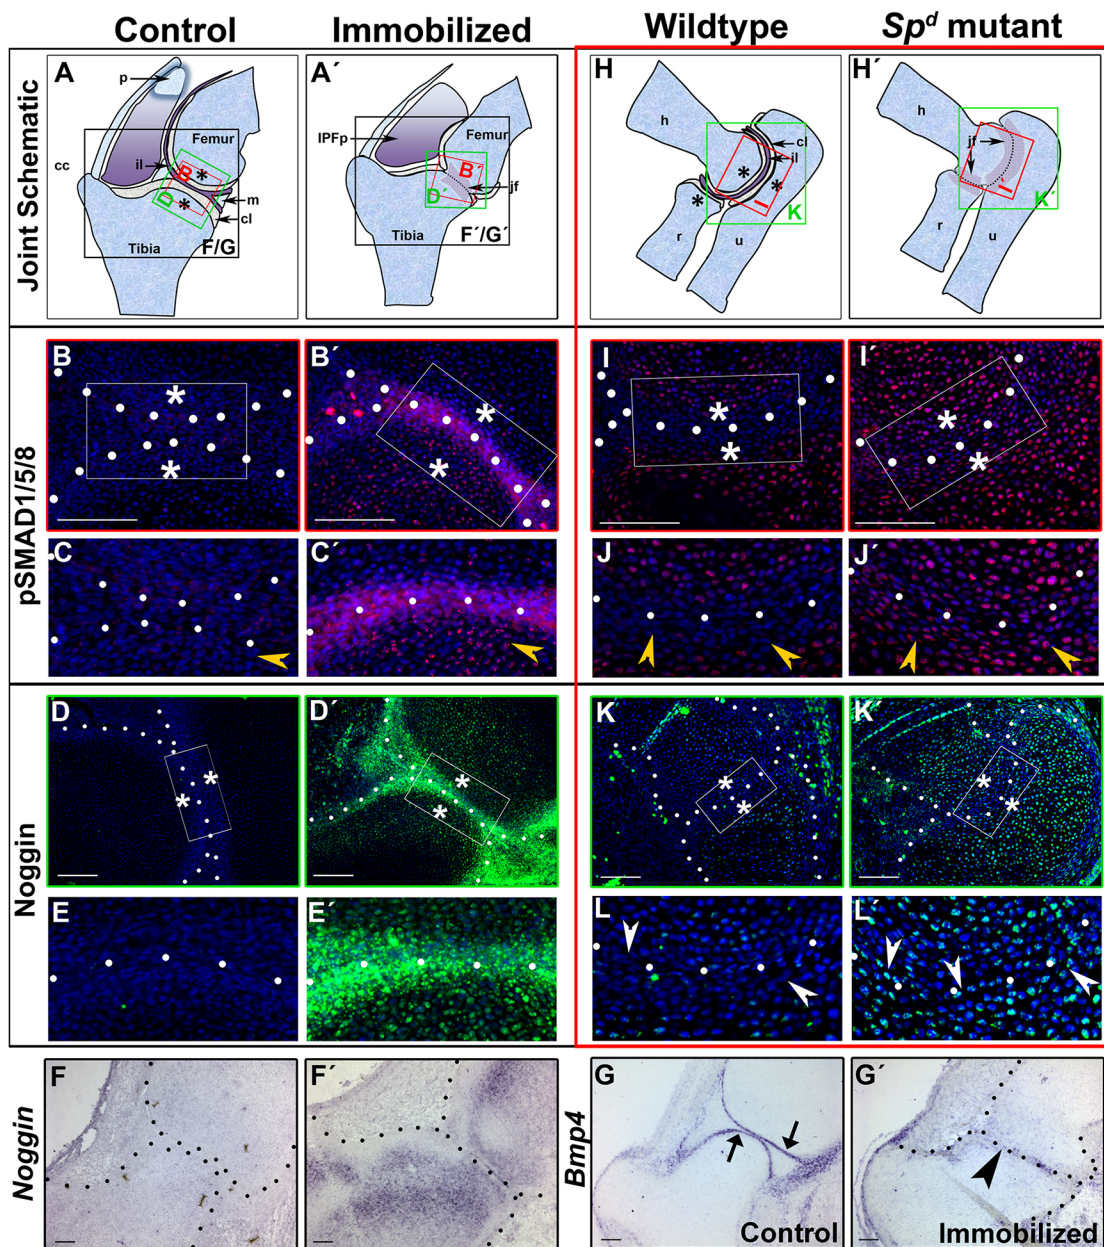 Control
Immobilized
Wildtype
Spᵈ mutant
Joint Schematic
A
p
Femur
cc
il
B
D
m
cl
Tibia
F/G
A´
IPFp
Femur
B´
D´
jf
Tibia
F´/G´
H
h
cl
il
I
K
r
u
H´
h
jf
i´
K´
r
u
pSMAD1/5/8
B
B´
I
I´
C
C´
J
J´
Noggin
D
D´
K
K´
E
E´
L
L´
Noggin
F
F´
Bmp4
G
Control
G´
Immobilized